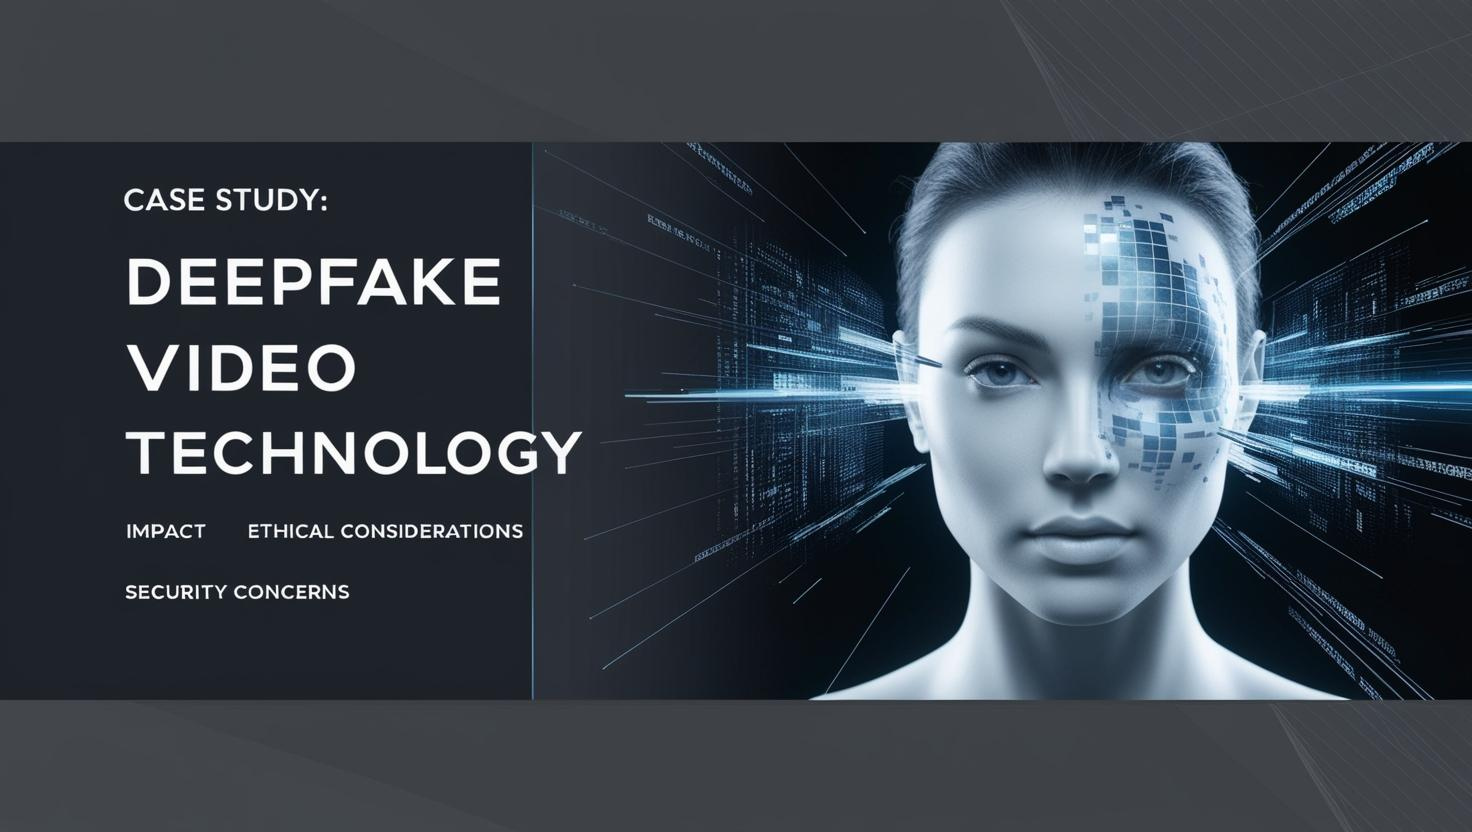 CASE STUDY:
DEEPFAKE
VIDEO
TECHNOLOGY
IMPACT ETHICAL CONSIDERATIONS
SECURITY CONCERNS